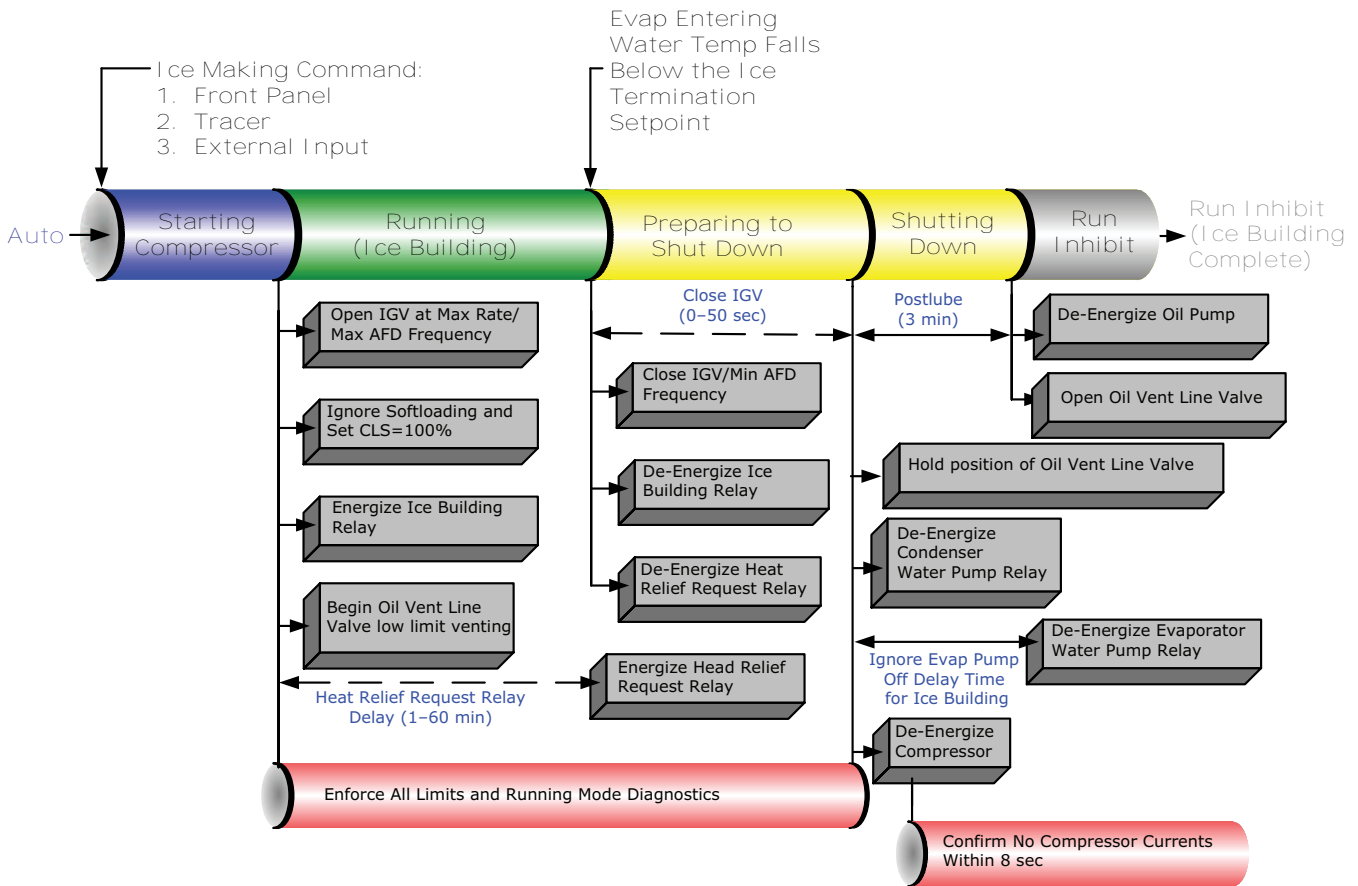 Evap Entering
Water Temp Falls
Below the Ice
Termination
Setpoint
Ice Making Command:
1. Front Panel
2. Tracer
3. External Input
Auto
Starting
Compressor
Running
(Ice Building)
Preparing to
Shut Down
Shutting
Down
Run
Inhibit
Run Inhibit
(Ice Building
Complete)
Close IGV
(0–50 sec)
Postlube
(3 min)
Open IGV at Max Rate/
Max AFD Frequency
Ignore Softloading and
Set CLS=100%
Energize Ice Building
Relay
Begin Oil Vent Line
Valve low limit venting
Heat Relief Request Relay
Delay (1–60 min)
Close IGV/Min AFD
Frequency
De-Energize Ice
Building Relay
De-Energize Heat
Relief Request Relay
Energize Head Relief
Request Relay
De-Energize Oil Pump
Open Oil Vent Line Valve
Hold position of Oil Vent Line Valve
De-Energize
Condenser
Water Pump Relay
De-Energize Evaporator
Water Pump Relay
Ignore Evap Pump
Off Delay Time
for Ice Building
De-Energize
Compressor
Enforce All Limits and Running Mode Diagnostics
Confirm No Compressor Currents
Within 8 sec